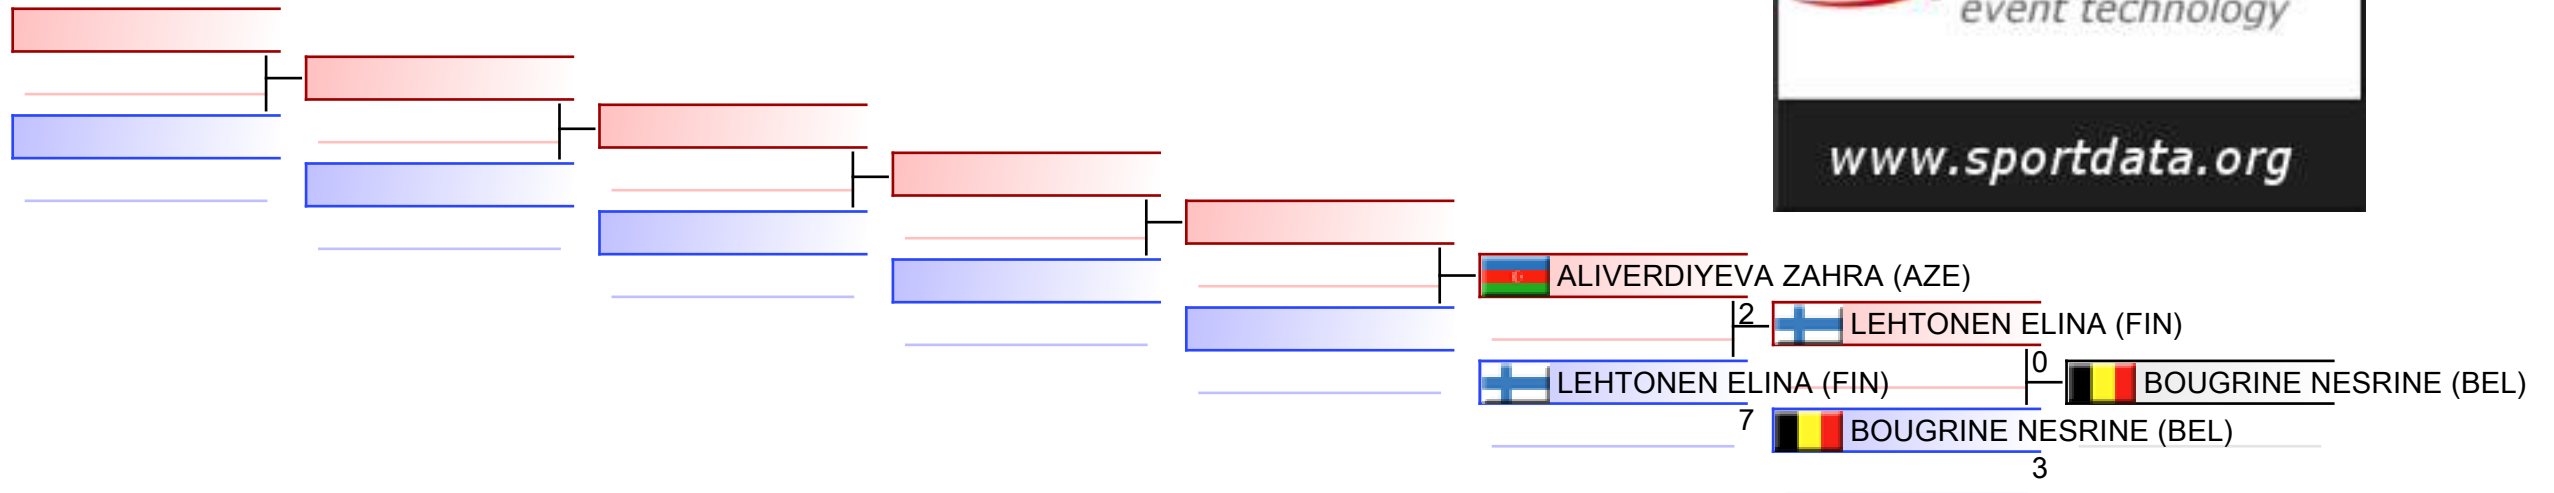 event technology
www.sportdata.org
ALIVERDIYEVA ZAHRA (AZE)
2
LEHTONEN ELINA (FIN)
0
LEHTONEN ELINA (FIN)
BOUGRINE NESRINE (BEL)
7
BOUGRINE NESRINE (BEL)
3